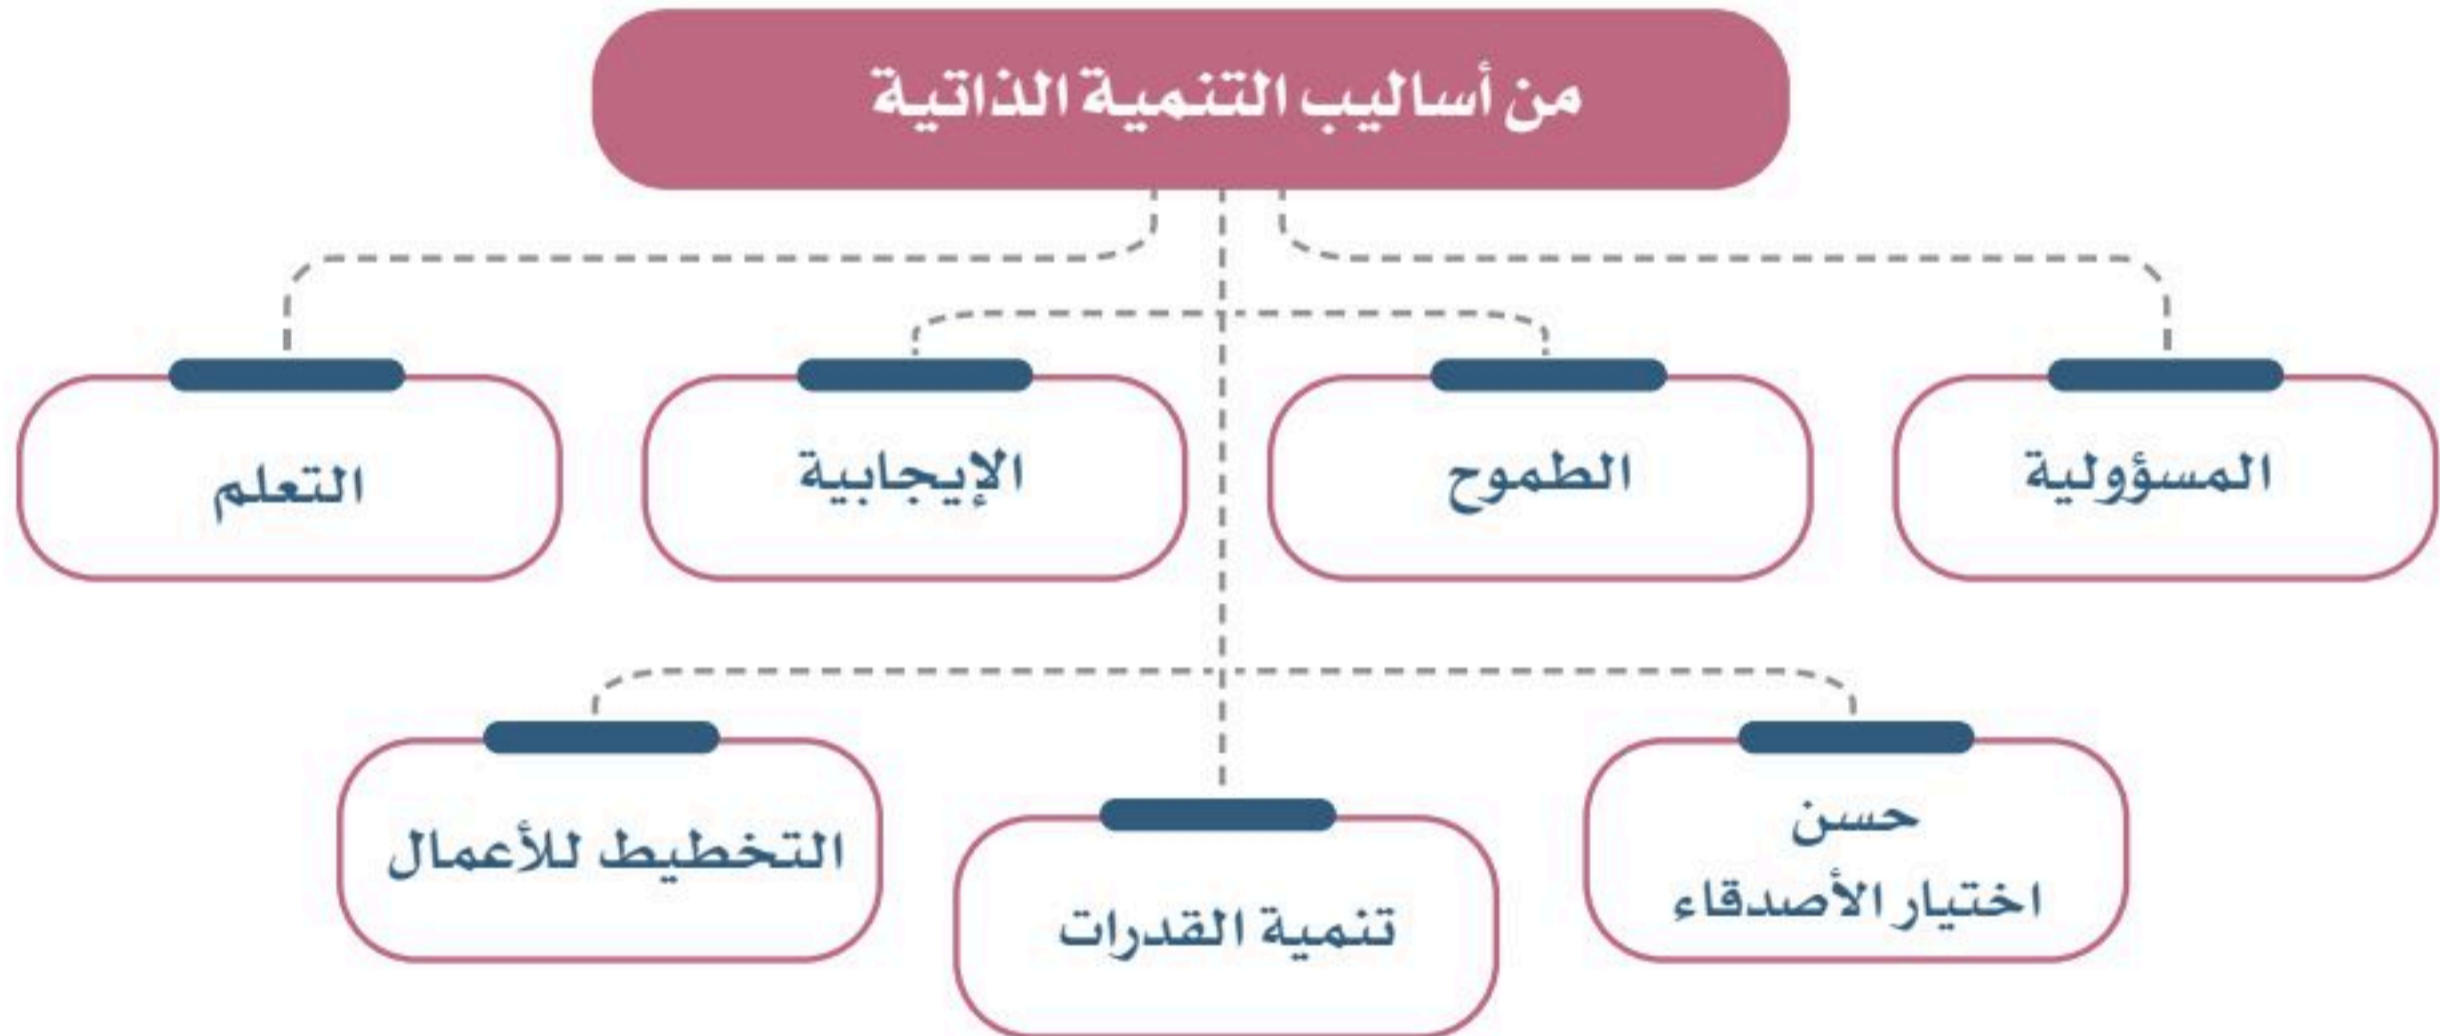 من أساليب التنمية الذاتية
المسؤولية
الطموح
الإيجابية
التعلم
حسن
اختيار الأصدقاء
تنمية القدرات
التخطيط للأعمال